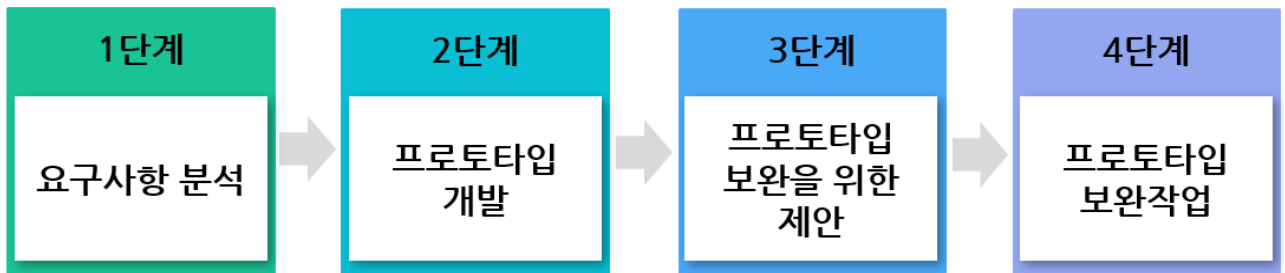 1단계
요구사항 분석
2단계
프로토타입
개발
3단계
프로토타입
보완을 위한
제안
4단계
프로토타입
보완작업